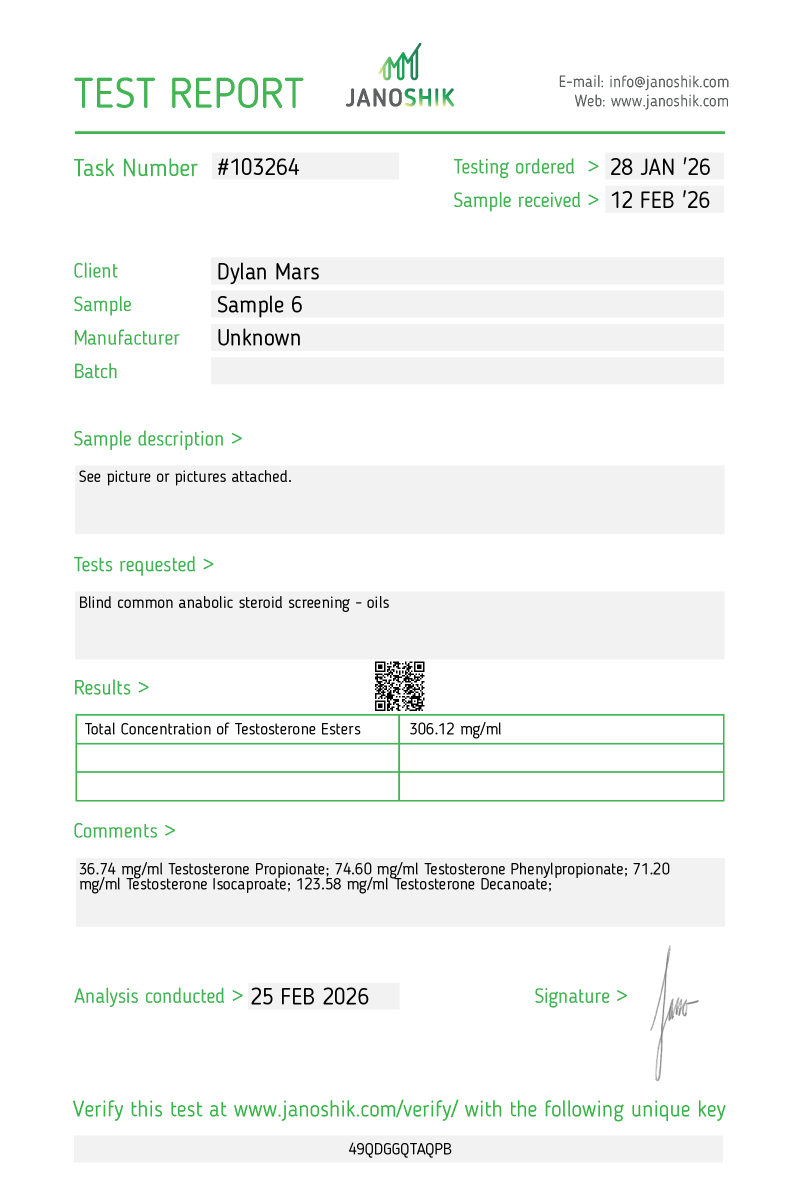 TEST REPORT
JANOSHIK
E-mail: info@janoshik.com
Web: www.janoshik.com
Task Number #103264
Testing ordered > 28 JAN '26
Sample received > 12 FEB '26
Client Dylan Mars
Sample Sample 6
Manufacturer Unknown
Batch
Sample description >
See picture or pictures attached.
Tests requested >
Blind common anabolic steroid screening - oils
Results >
Total Concentration of Testosterone Esters 306.12 mg/ml
Comments >
36.74 mg/ml Testosterone Propionate; 74.60 mg/ml Testosterone Phenylpropionate; 71.20
mg/ml Testosterone Isocaproate; 123.58 mg/ml Testosterone Decanoate;
Analysis conducted > 25 FEB 2026
Signature > Jano
Verify this test at www.janoshik.com/verify/ with the following unique key
49QDGGQTAQPB